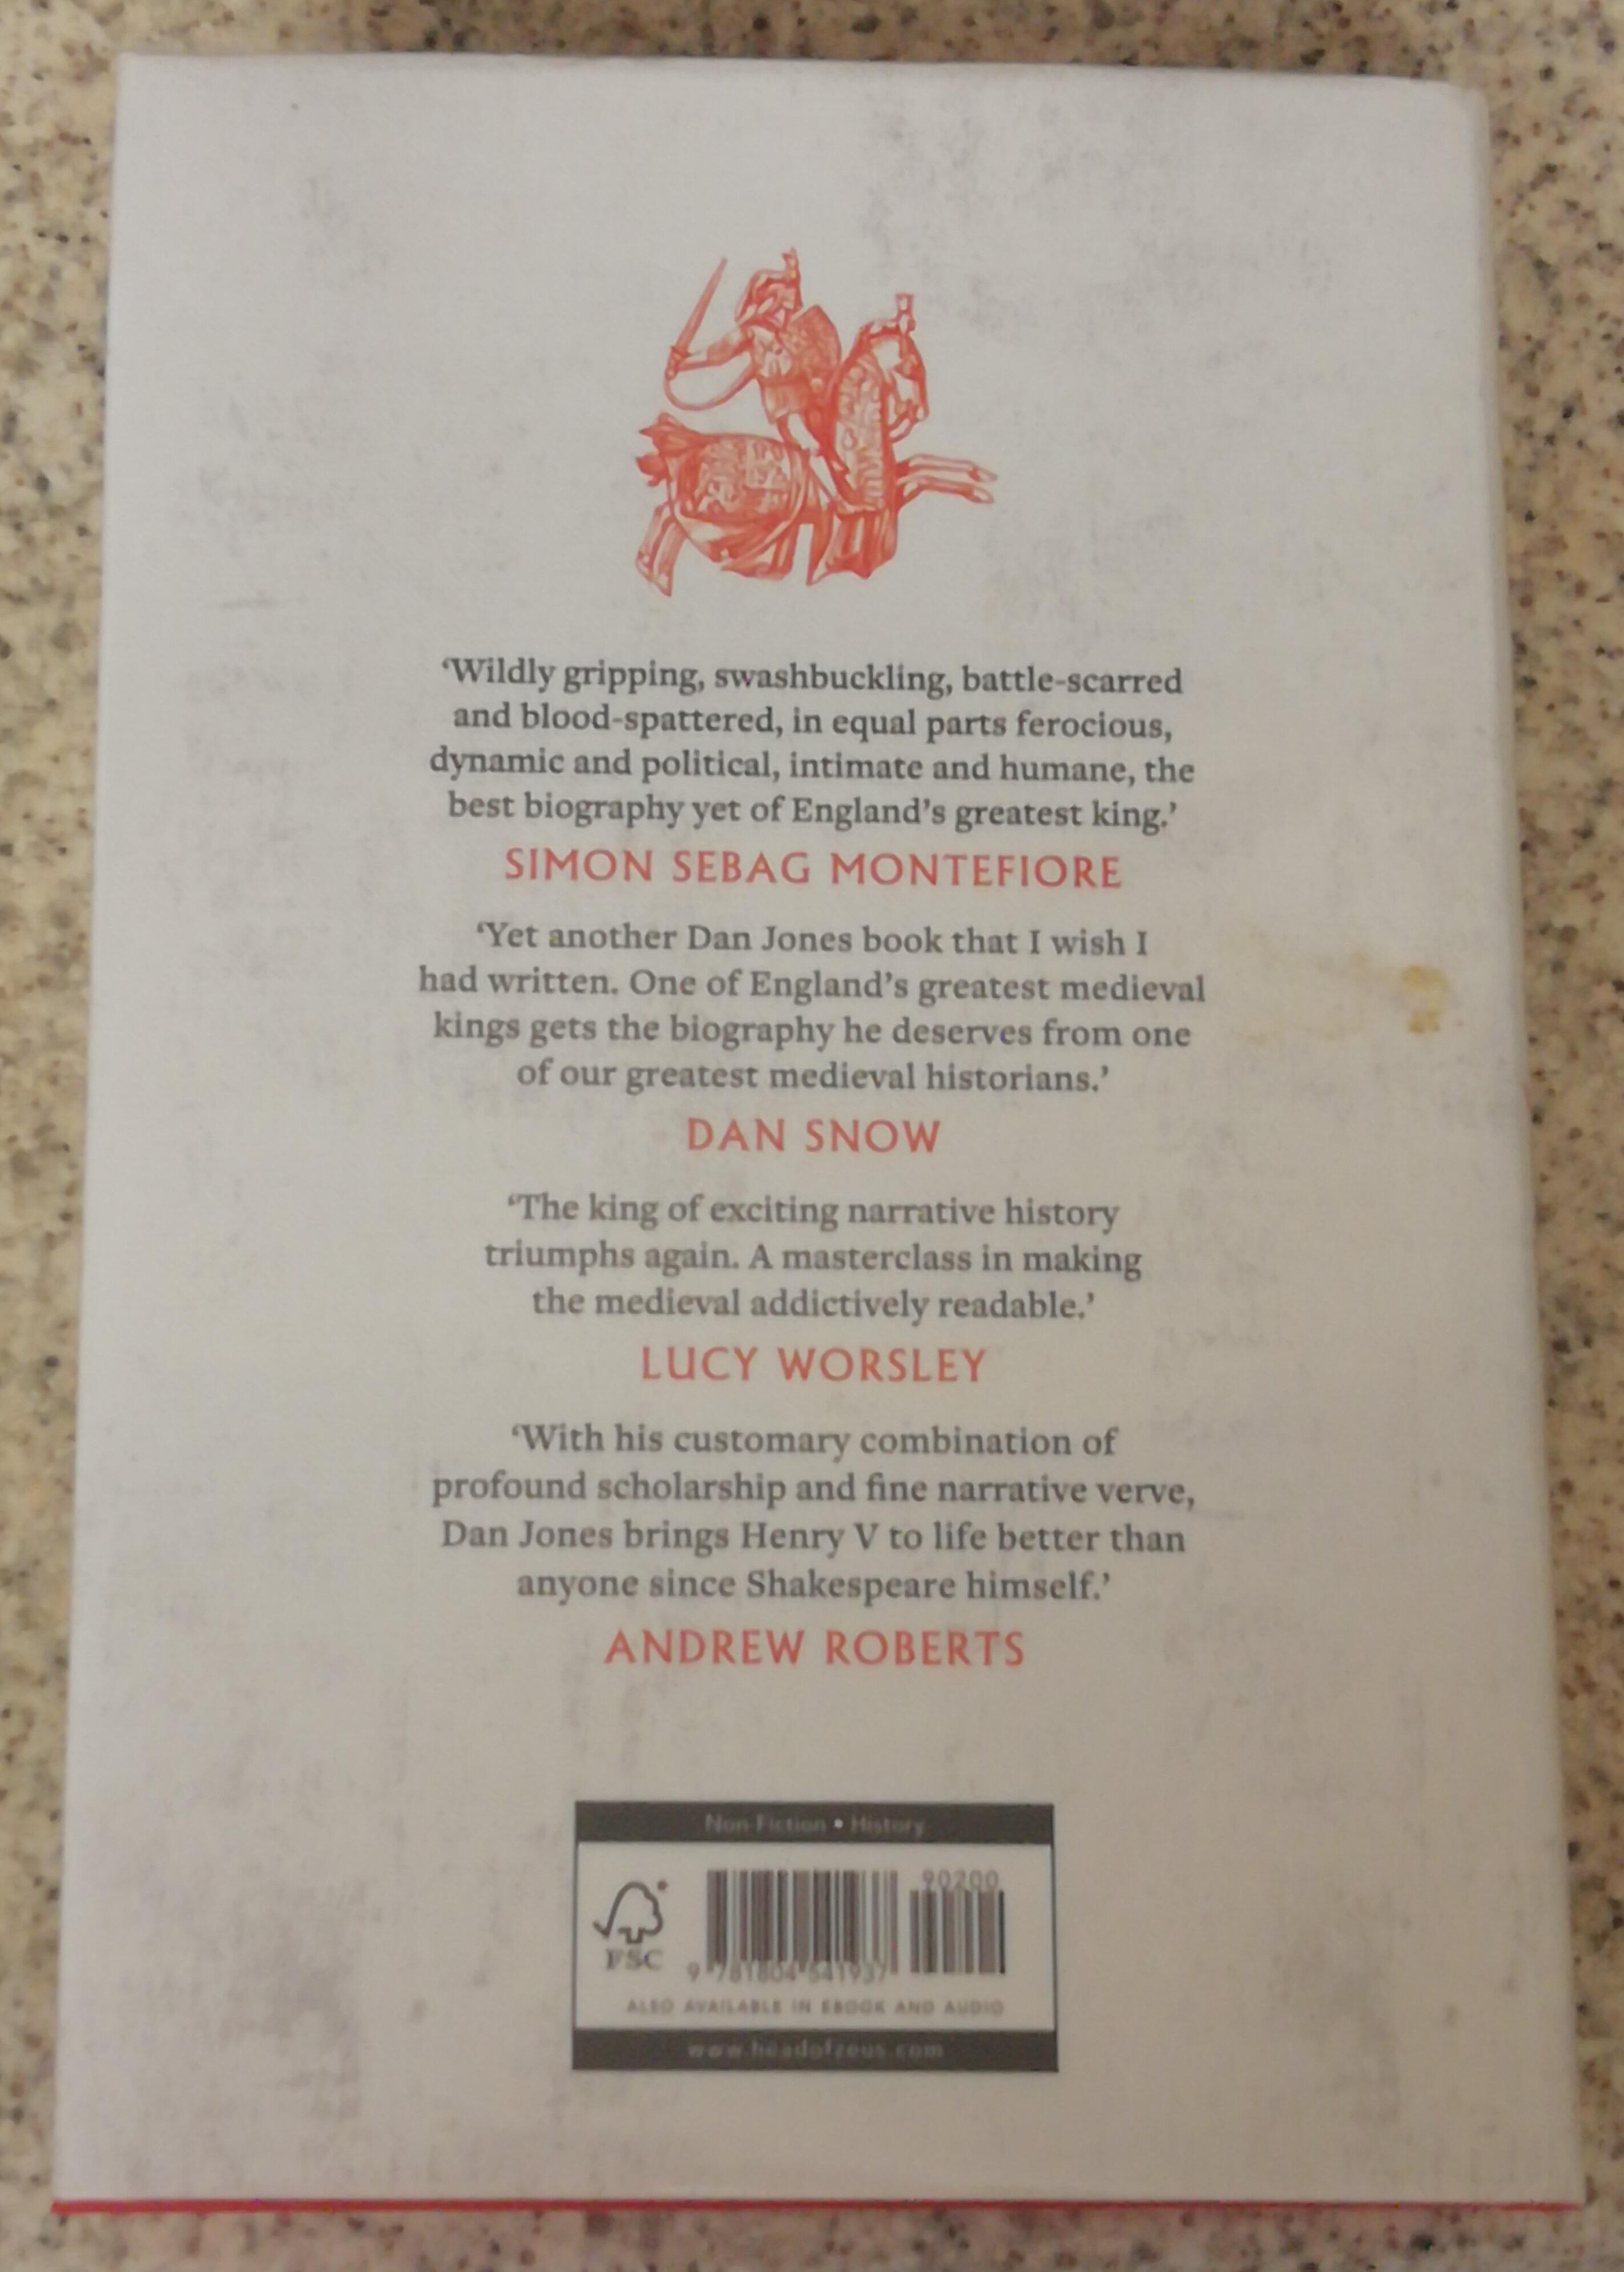 ‘Wildly gripping, swashbuckling, battle-scarred
and blood-spattered, in equal parts ferocious,
dynamic and political, intimate and humane, the
best biography yet of England’s greatest king.’
SIMON SEBAG MONTEFIORE
‘Yet another Dan Jones book that I wish I
had written. One of England’s greatest medieval
kings gets the biography he deserves from one
of our greatest medieval historians.’
DAN SNOW
‘The king of exciting narrative history
triumphs again. A masterclass in making
the medieval addictively readable.’
LUCY WORSLEY
‘With his customary combination of
profound scholarship and fine narrative verve,
Dan Jones brings Henry V to life better than
anyone since Shakespeare himself.’
ANDREW ROBERTS
Non-Fiction • History
90200
FSC
9 781804 541937
ALSO AVAILABLE IN EBOOK AND AUDIO
www.headofzeus.com